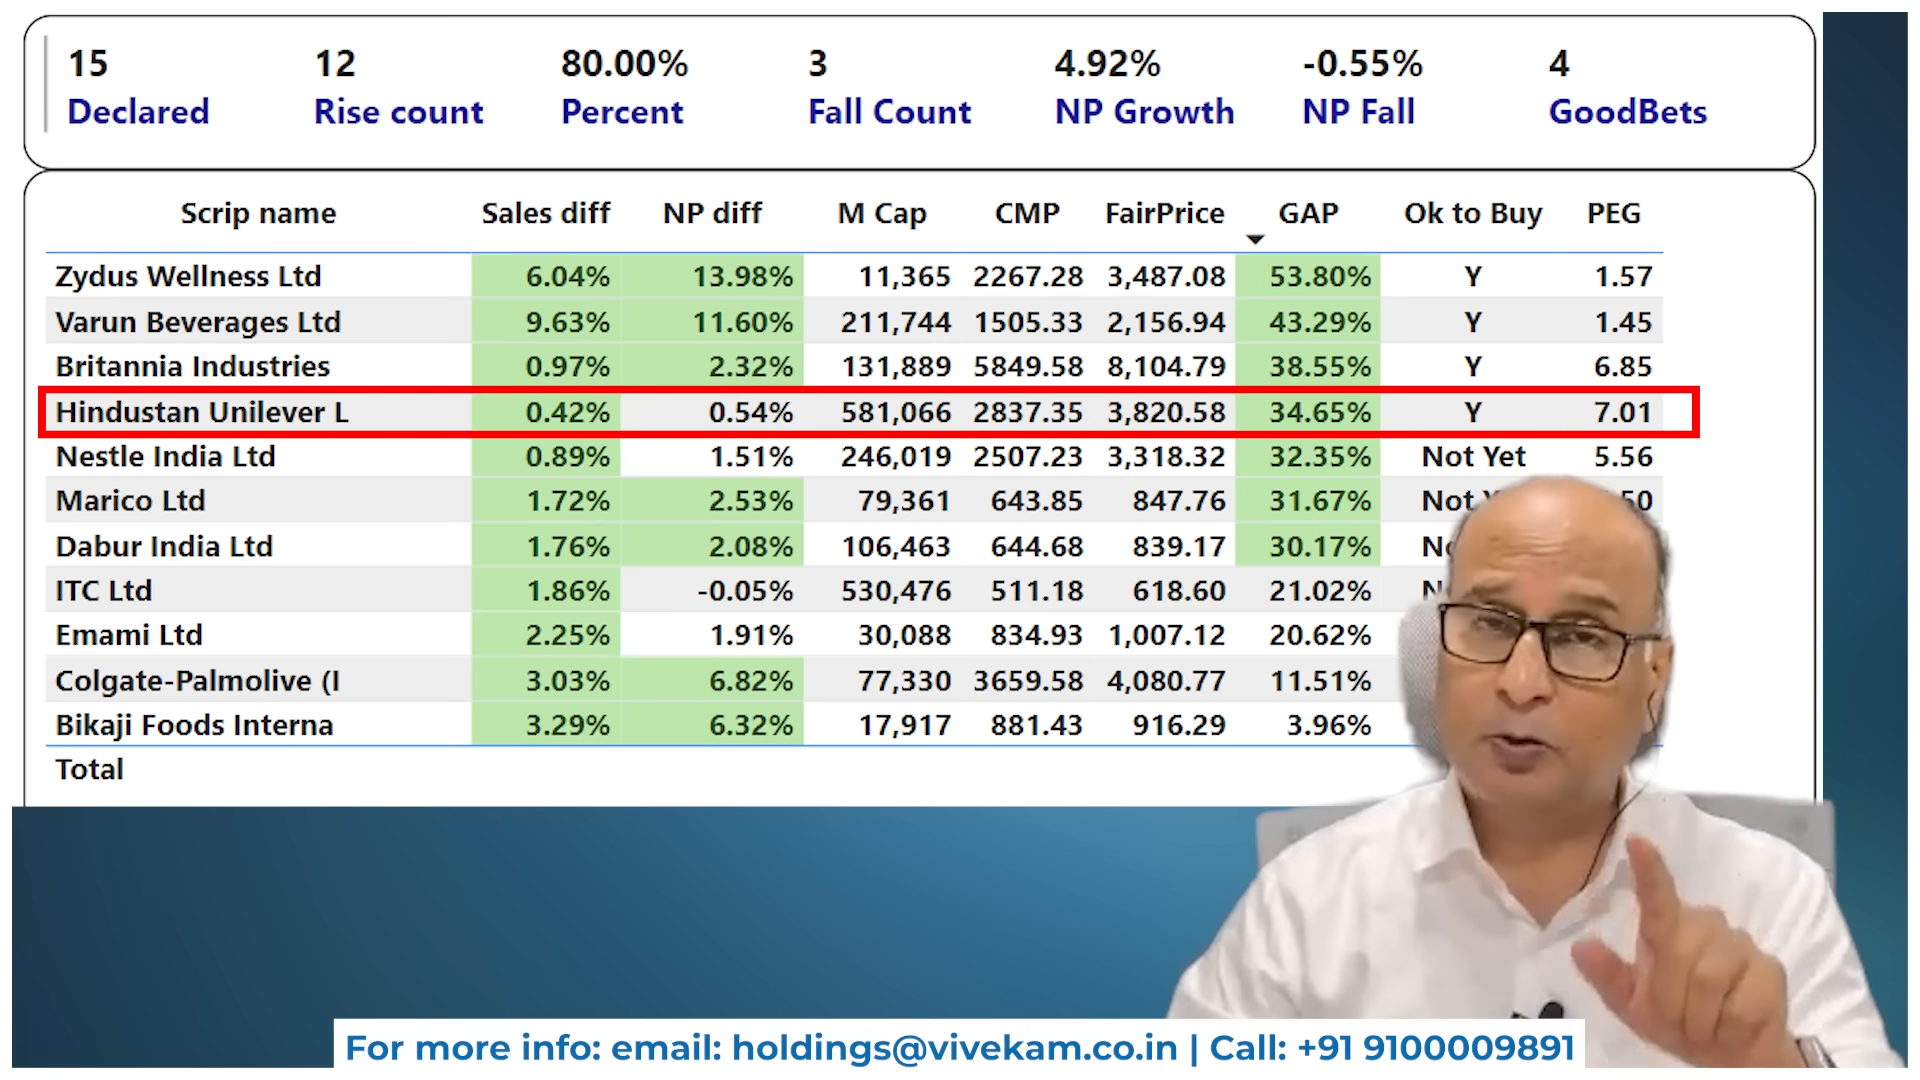 15 12 80.00% 3 4.92% -0.55% 4
Declared Rise count Percent Fall Count NP Growth NP Fall GoodBets
Scrip name Sales diff NP diff M Cap CMP FairPrice GAP Ok to Buy PEG
Zydus Wellness Ltd 6.04% 13.98% 11,365 2267.28 3,487.08 53.80% Y 1.57
Varun Beverages Ltd 9.63% 11.60% 211,744 1505.33 2,156.94 43.29% Y 1.45
Britannia Industries 0.97% 2.32% 131,889 5849.58 8,104.79 38.55% Y 6.85
Hindustan Unilever L 0.42% 0.54% 581,066 2837.35 3,820.58 34.65% Y 7.01
Nestle India Ltd 0.89% 1.51% 246,019 2507.23 3,318.32 32.35% Not Yet 5.56
Marico Ltd 1.72% 2.53% 79,361 643.85 847.76 31.67% Not
Dabur India Ltd 1.76% 2.08% 106,463 644.68 839.17 30.17%
ITC Ltd 1.86% -0.05% 530,476 511.18 618.60 21.02%
Emami Ltd 2.25% 1.91% 30,088 834.93 1,007.12 20.62%
Colgate-Palmolive (I 3.03% 6.82% 77,330 3659.58 4,080.77 11.51%
Bikaji Foods Interna 3.29% 6.32% 17,917 881.43 916.29 3.96%
Total
For more info: email: holdings@vivekam.co.in | Call: +91 9100009891